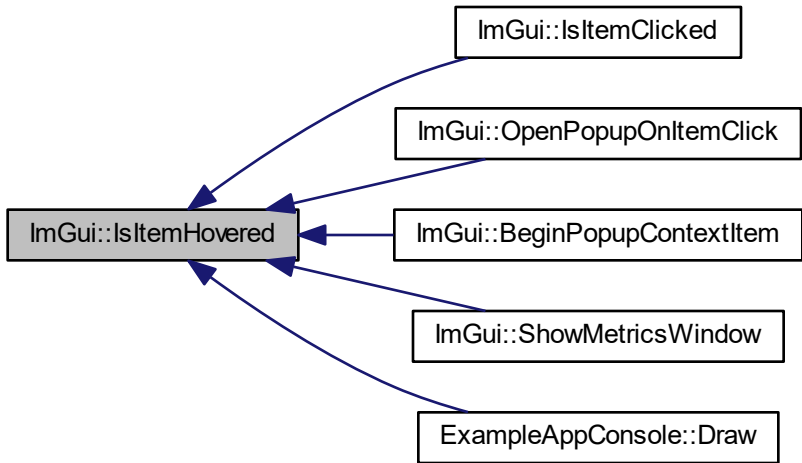 ImGui::IsItemClicked
ImGui::OpenPopupOnItemClick
ImGui::IsItemHovered
ImGui::BeginPopupContextItem
ImGui::ShowMetricsWindow
ExampleAppConsole::Draw